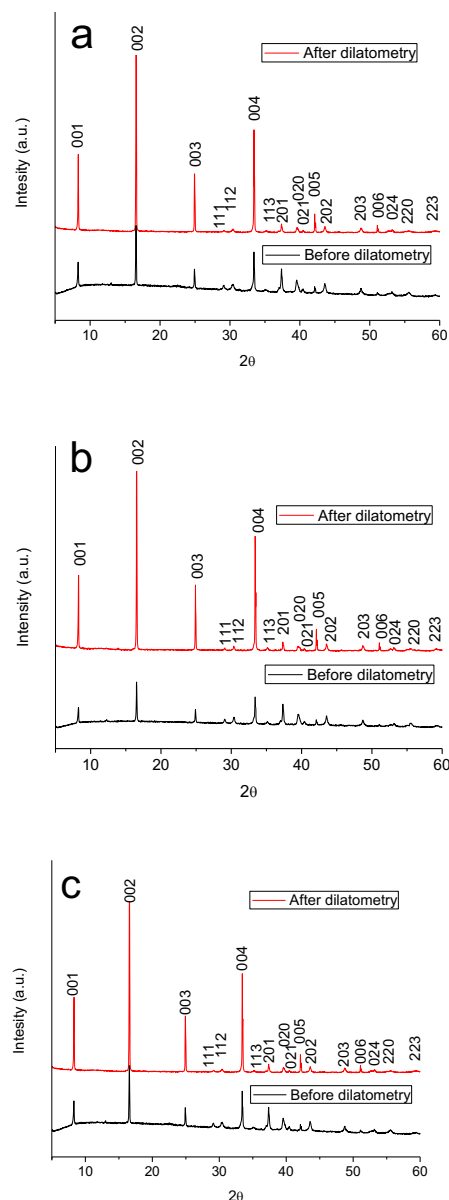 a
002
After dilatometry
001
004
003
111
112
113
201
020
021
005
202
203
006
024
220
223
Before dilatometry
Intesity (a.u.)
10 20 30 40 50 60
2θ
b
002
004
After dilatometry
001
003
111
112
113
201
020
021
005
202
203
006
024
220
223
Before dilatometry
Intensity (a.u.)
10 20 30 40 50 60
2θ
c
002
After dilatometry
004
001
003
111
112
113
201
020
021
005
202
203
006
024
220
223
Before dilatometry
Intesity (a.u.)
10 20 30 40 50 60
2θ